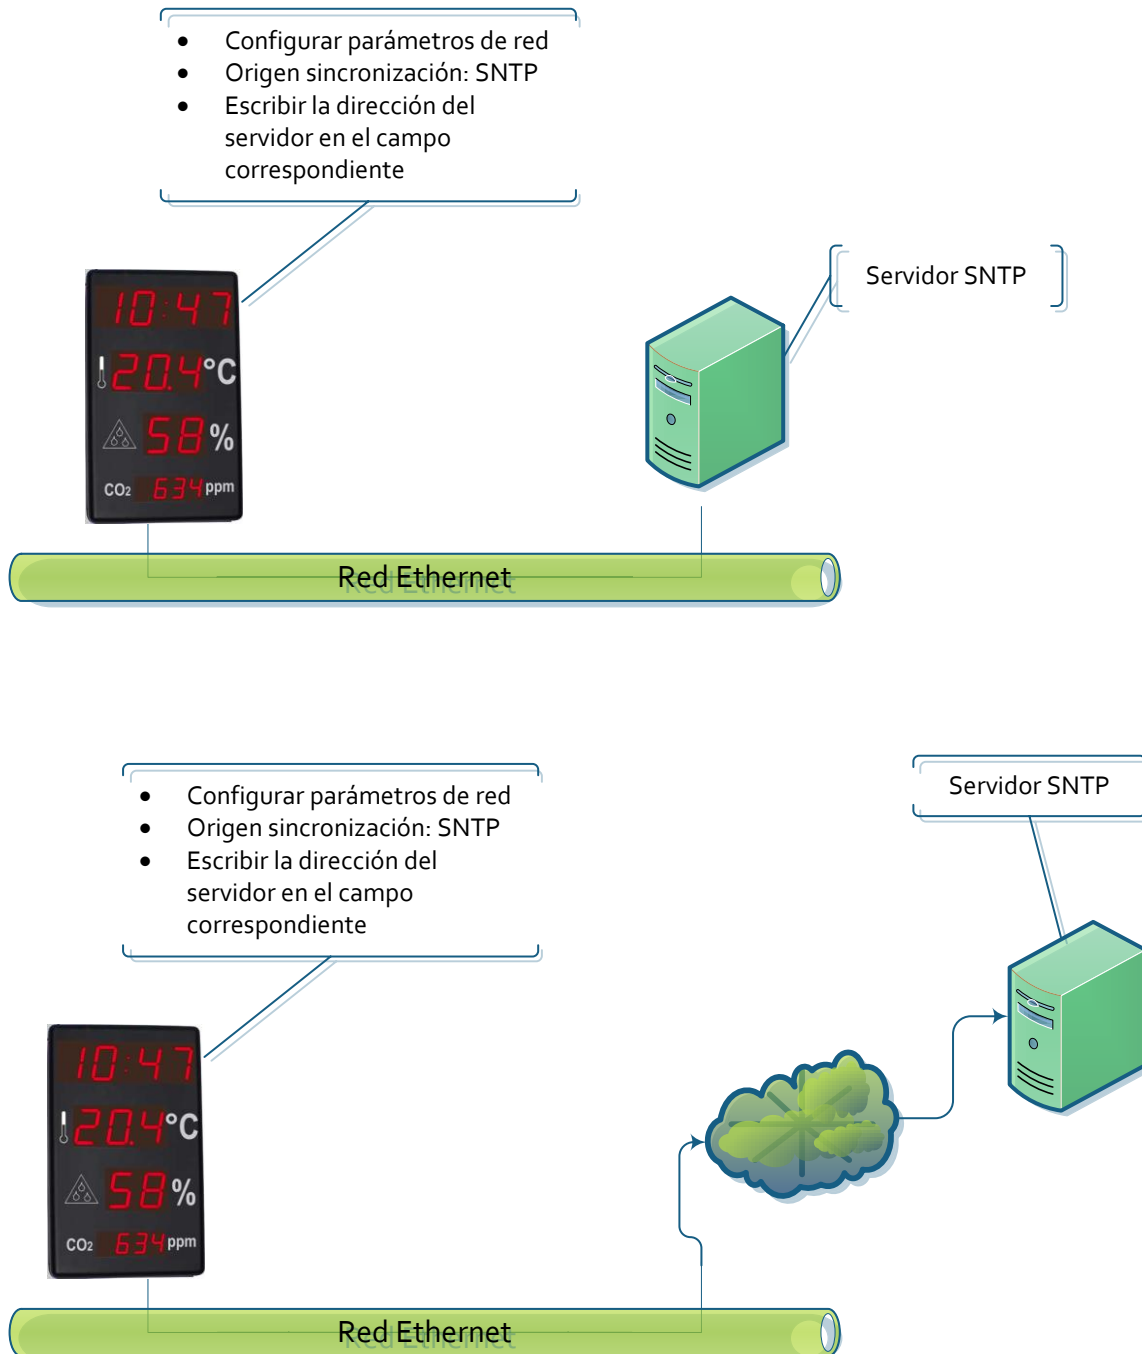 • Configurar parámetros de red
• Origen sincronización: SNTP
• Escribir la dirección del
servidor en el campo
correspondiente
Servidor SNTP
10:47
20.4°C
58%
CO2 634 ppm
Red Ethernet
• Configurar parámetros de red
• Origen sincronización: SNTP
• Escribir la dirección del
servidor en el campo
correspondiente
Servidor SNTP
10:47
20.4°C
58%
CO2 634 ppm
Red Ethernet